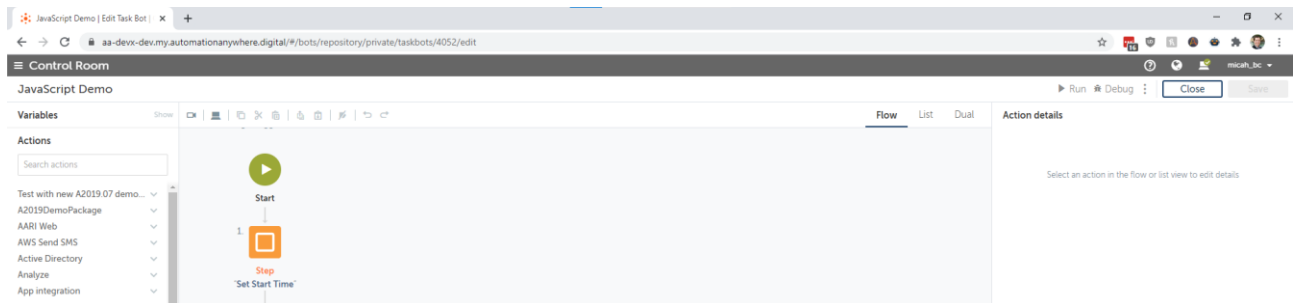 JavaScript Demo | Edit Task Bot |
aa-devx-dev.my.automationanywhere.digital/#/bots/repository/private/taskbots/4052/edit
Control Room
micah_bc
JavaScript Demo
Run
Debug
Close
Save
Variables
Show
Flow
List
Dual
Action details
Actions
Search actions
Select an action in the flow or list view to edit details
Test with new A2019.07 demo...
A2019DemoPackage
AARI Web
AWS Send SMS
Active Directory
Analyze
App integration
Start
1.
Step
"Set Start Time"